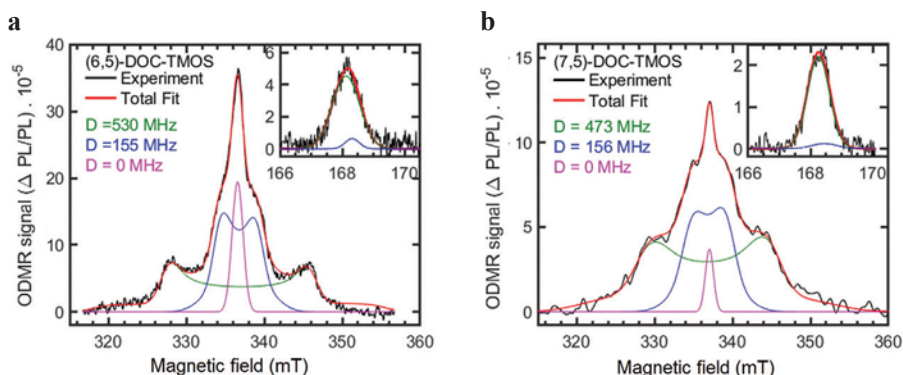 a
(6,5)-DOC-TMOS
Experiment
Total Fit
D =530 MHz
D = 155 MHz
D = 0 MHz
ODMR signal (Δ PL/PL) . 10-5
40
30
20
10
0
320
330
340
350
360
Magnetic field (mT)
6
4
2
0
166
168
170
b
(7,5)-DOC-TMOS
Experiment
Total Fit
D = 473 MHz
D = 156 MHz
D = 0 MHz
ODMR signal (Δ PL/PL) . 10-5
15
10
5
0
320
330
340
350
360
Magnetic field (mT)
2
1
0
166
168
170